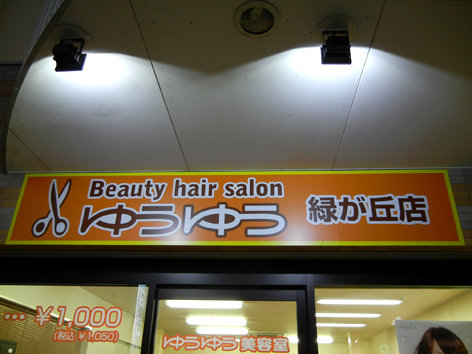 Beauty hair salon
ゆうゆう 緑が丘店
… ￥1,000
(税込 ￥1,050)
ゆうゆう美容室